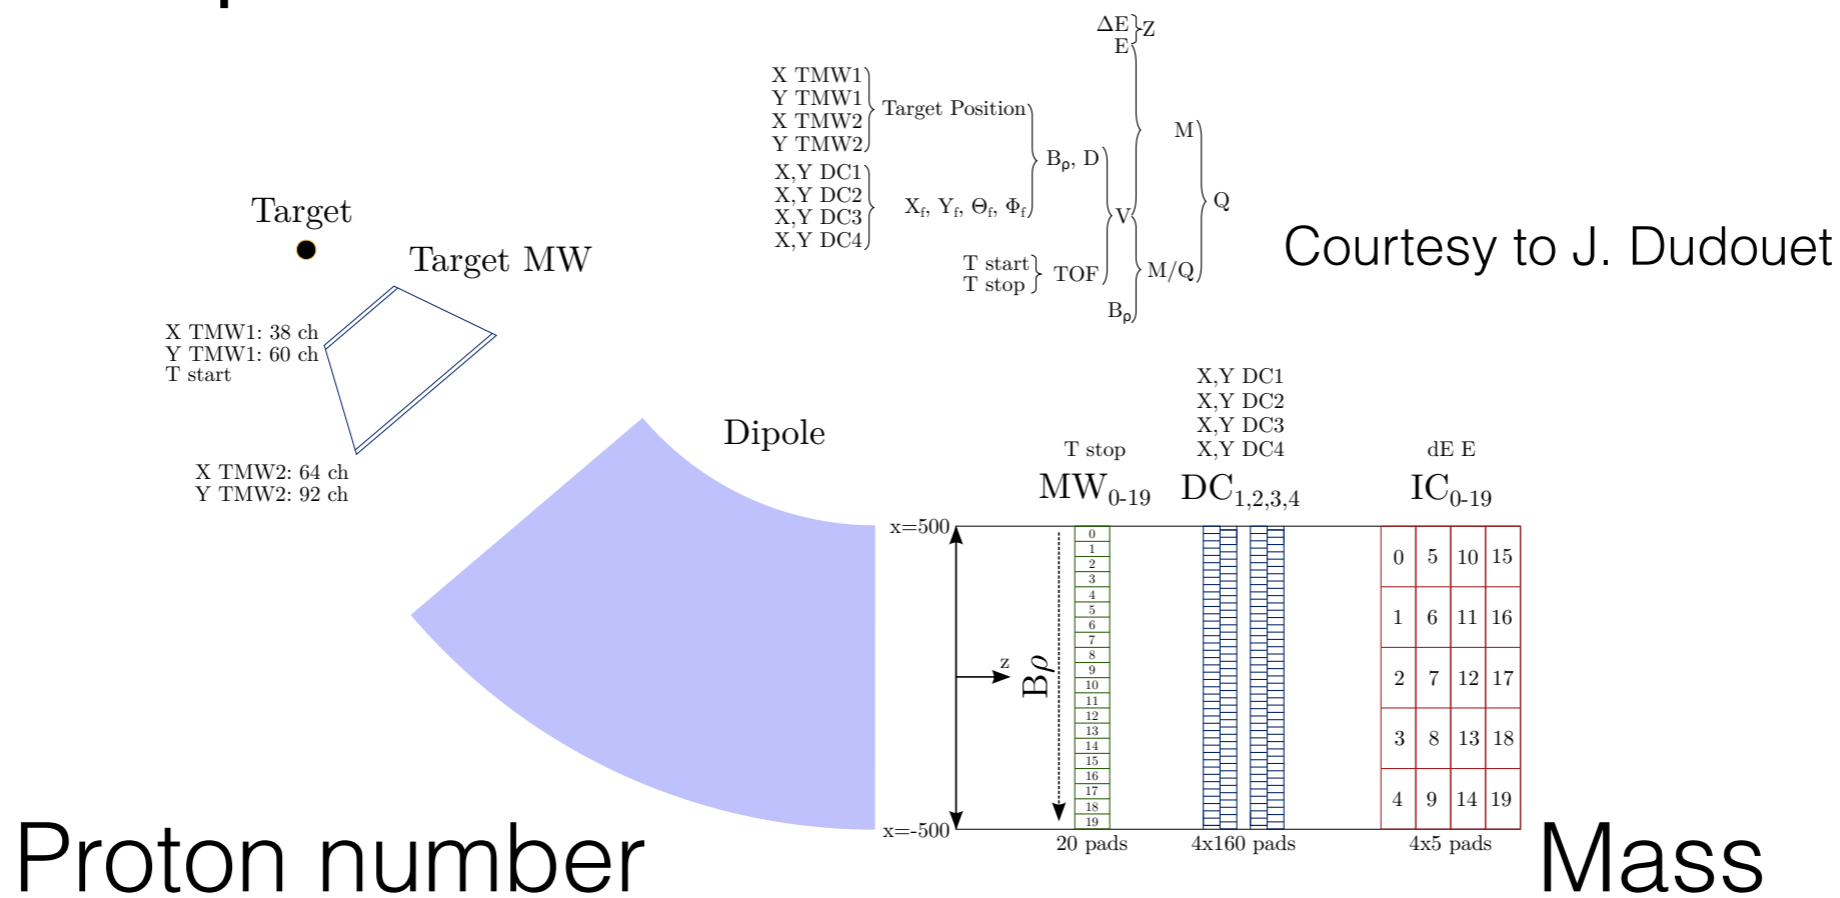 ΔE}Z
E
X TMW1
Y TMW1
X TMW2
Y TMW2
Target Position
X,Y DC1
X,Y DC2
X,Y DC3
X,Y DC4
Xf, Yf, Θf, Φf
Bρ, D
T start
T stop
TOF
V
Bρ
M
M/Q
Q
Courtesy to J. Dudouet
Target
Target MW
X TMW1: 38 ch
Y TMW1: 60 ch
T start
X TMW2: 64 ch
Y TMW2: 92 ch
Dipole
T stop
MW0-19
X,Y DC1
X,Y DC2
X,Y DC3
X,Y DC4
DC1,2,3,4
dE E
IC0-19
x=500
z
Bρ
x=-500
0
1
2
3
4
5
6
7
8
9
10
11
12
13
14
15
16
17
18
19
20 pads
4x160 pads
0 5 10 15
1 6 11 16
2 7 12 17
3 8 13 18
4 9 14 19
4x5 pads
Proton number
Mass